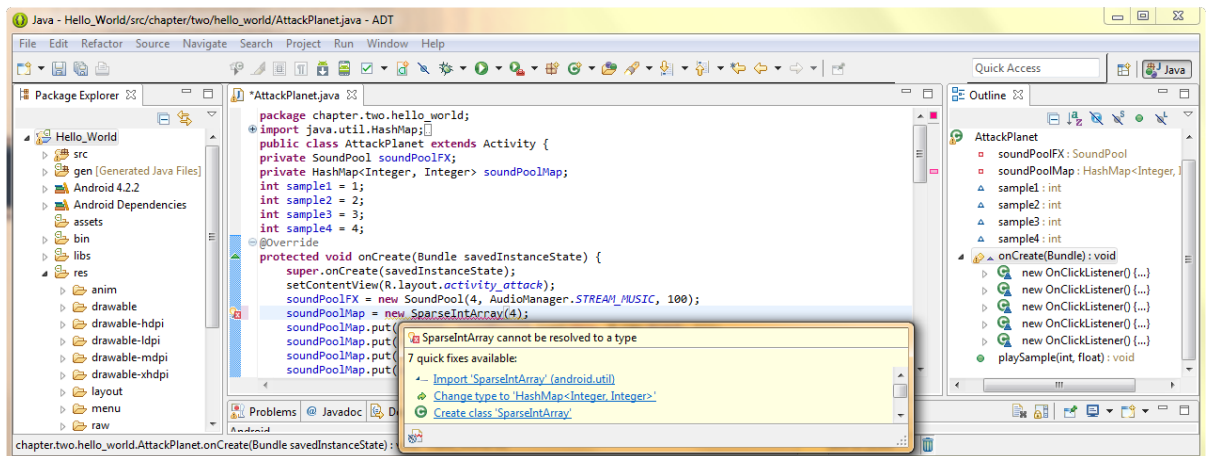 Java - Hello_World/src/chapter/two/hello_world/AttackPlanet.java - ADT
File Edit Refactor Source Navigate Search Project Run Window Help
Quick Access
Java
Package Explorer
Hello_World
src
gen [Generated Java Files]
Android 4.2.2
Android Dependencies
assets
bin
libs
res
anim
drawable
drawable-hdpi
drawable-ldpi
drawable-mdpi
drawable-xhdpi
layout
menu
raw
*AttackPlanet.java
package chapter.two.hello_world;
import java.util.HashMap;
public class AttackPlanet extends Activity {
private SoundPool soundPoolFX;
private HashMap<Integer, Integer> soundPoolMap;
int sample1 = 1;
int sample2 = 2;
int sample3 = 3;
int sample4 = 4;
@Override
protected void onCreate(Bundle savedInstanceState) {
super.onCreate(savedInstanceState);
setContentView(R.layout.activity_attack);
soundPoolFX = new SoundPool(4, AudioManager.STREAM_MUSIC, 100);
soundPoolMap = new SparseIntArray(4);
soundPoolMap.put(
soundPoolMap.put(
soundPoolMap.put(
soundPoolMap.put(
SparseIntArray cannot be resolved to a type
7 quick fixes available:
Import 'SparseIntArray' (android.util)
Change type to 'HashMap<Integer, Integer>'
Create class 'SparseIntArray'
Problems @ Javadoc D
Android
Outline
AttackPlanet
soundPoolFX : SoundPool
soundPoolMap : HashMap<Integer, I
sample1 : int
sample2 : int
sample3 : int
sample4 : int
onCreate(Bundle) : void
new OnClickListener() {...}
new OnClickListener() {...}
new OnClickListener() {...}
new OnClickListener() {...}
new OnClickListener() {...}
playSample(int, float) : void
chapter.two.hello_world.AttackPlanet.onCreate(Bundle savedInstanceState) :